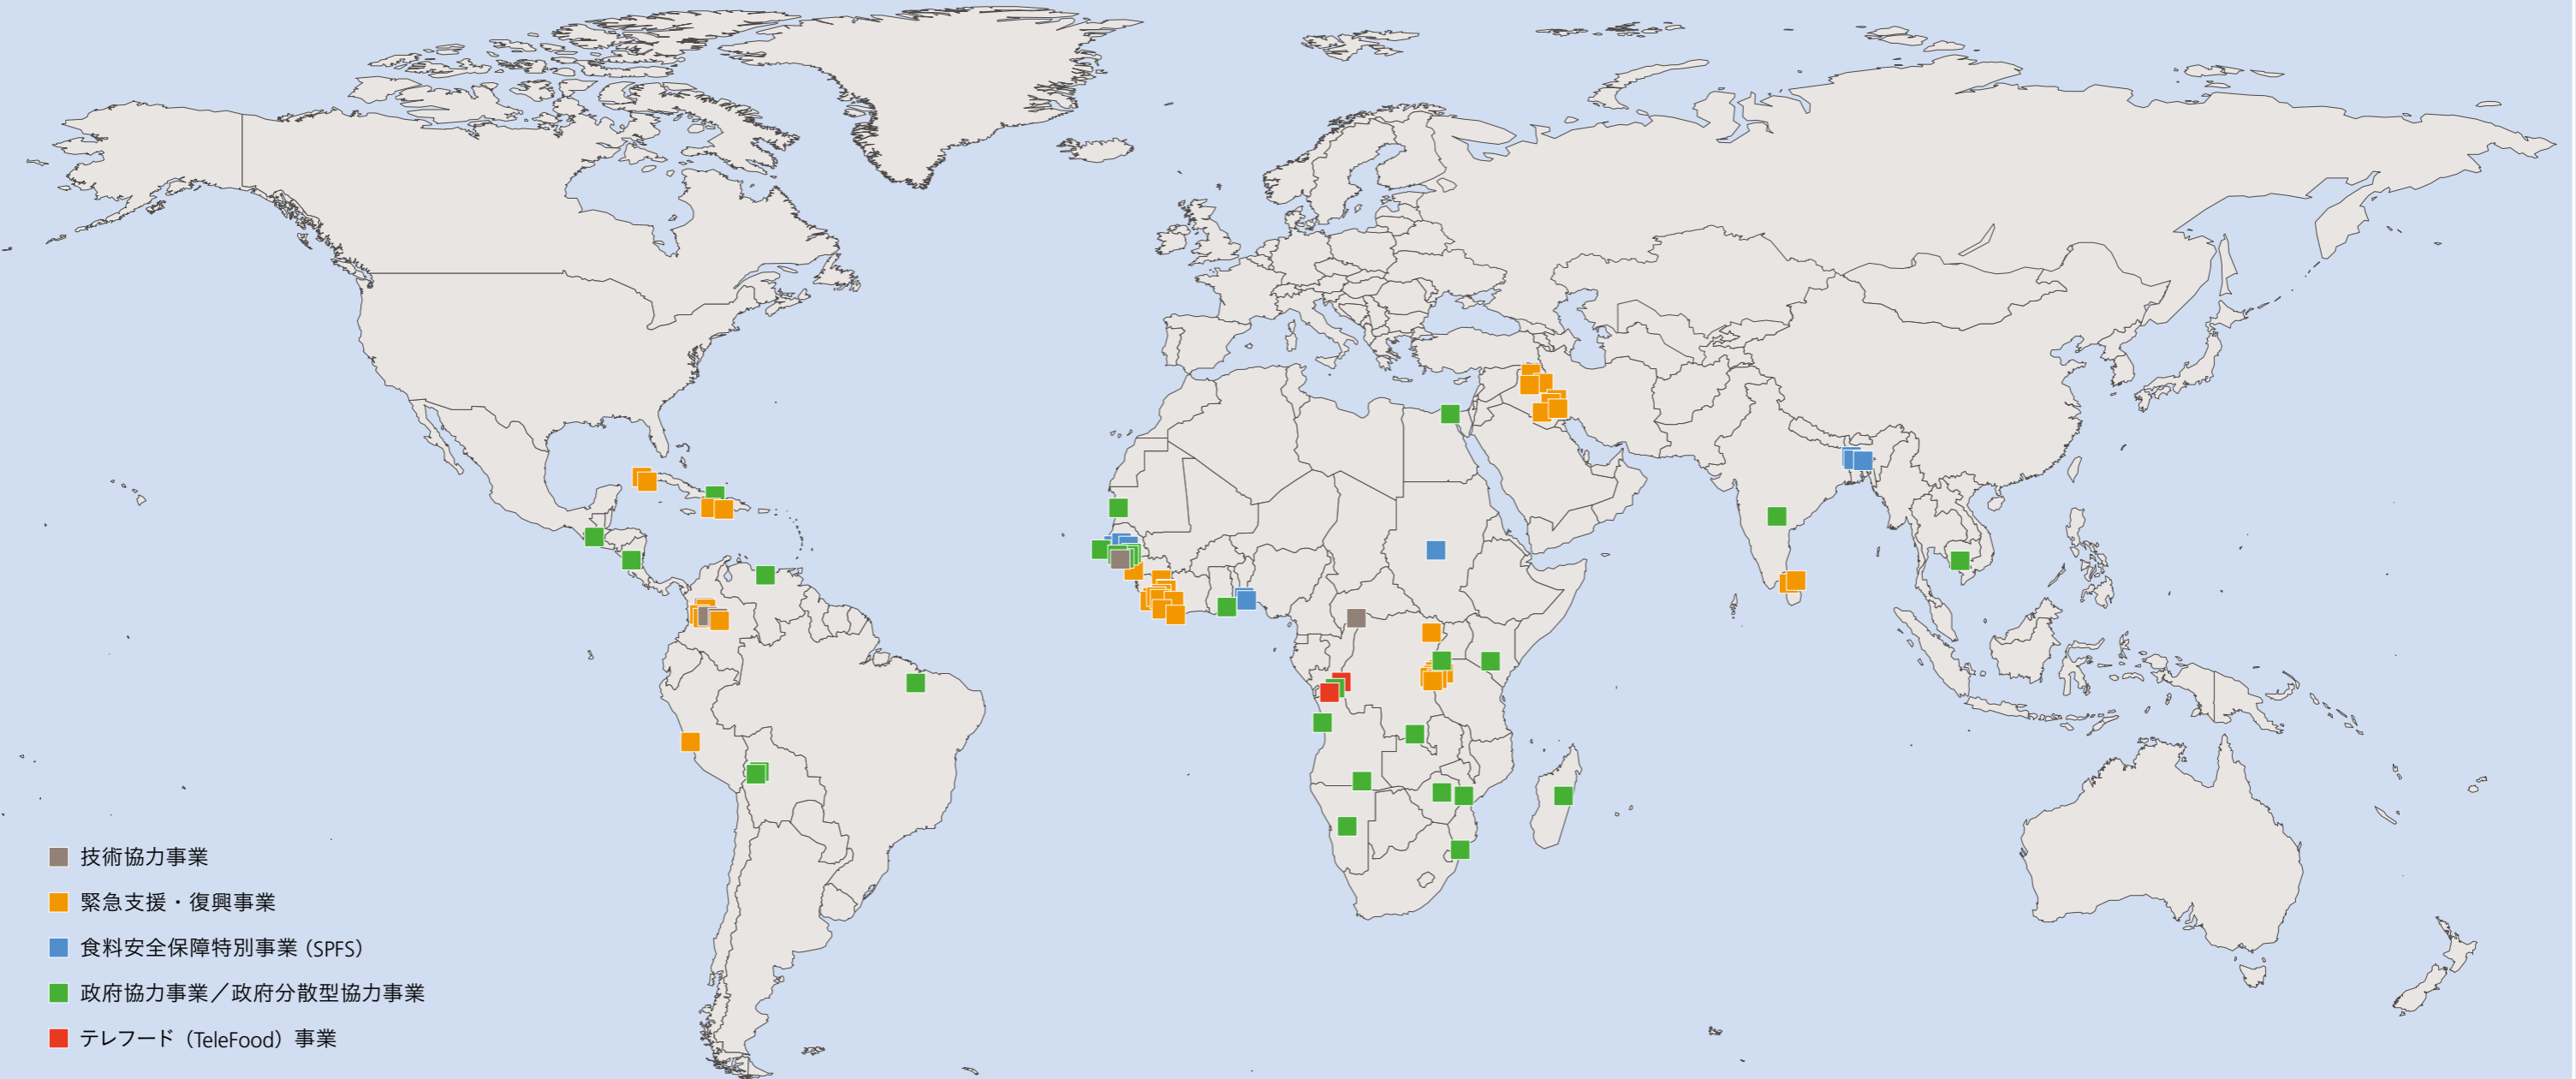 技術協力事業
緊急支援・復興事業
食料安全保障特別事業（SPFS）
政府協力事業／政府分散型協力事業
テレフード（TeleFood）事業